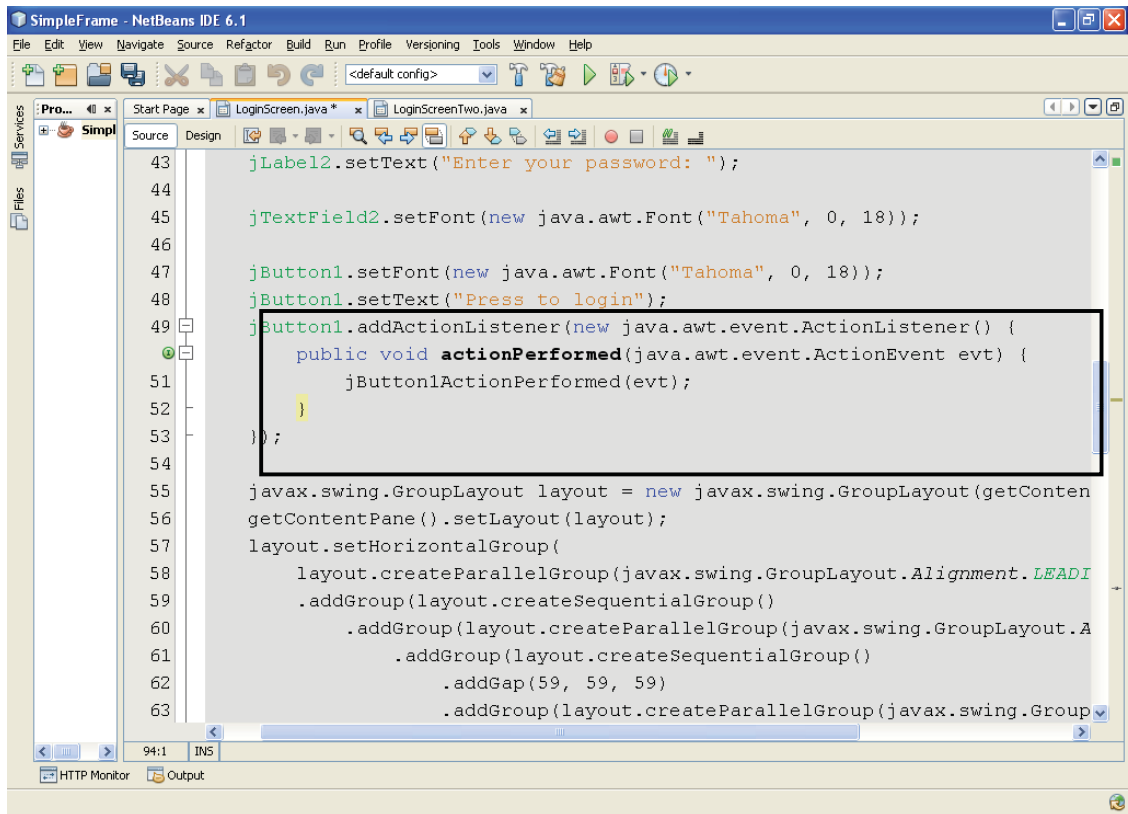 SimpleFrame - NetBeans IDE 6.1
File Edit View Navigate Source Refactor Build Run Profile Versioning Tools Window Help
<default config>
Services
Files
Pro...
Start Page
LoginScreen.java *
LoginScreenTwo.java
Simpl
Source Design
43 jLabel2.setText("Enter your password: ");
44
45 jTextField2.setFont(new java.awt.Font("Tahoma", 0, 18));
46
47 jButton1.setFont(new java.awt.Font("Tahoma", 0, 18));
48 jButton1.setText("Press to login");
49 jButton1.addActionListener(new java.awt.event.ActionListener() {
public void actionPerformed(java.awt.event.ActionEvent evt) {
51 jButton1ActionPerformed(evt);
52 }
53 });
54
55 javax.swing.GroupLayout layout = new javax.swing.GroupLayout(getConten
56 getContentPane().setLayout(layout);
57 layout.setHorizontalGroup(
58 layout.createParallelGroup(javax.swing.GroupLayout.Alignment.LEADI
59 .addGroup(layout.createSequentialGroup()
60 .addGroup(layout.createParallelGroup(javax.swing.GroupLayout.A
61 .addGroup(layout.createSequentialGroup()
62 .addGap(59, 59, 59)
63 .addGroup(layout.createParallelGroup(javax.swing.Group
94:1 INS
HTTP Monitor Output